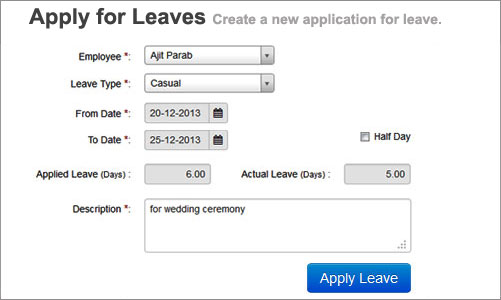 Apply for Leaves Create a new application for leave.
Employee *: Ajit Parab
Leave Type *: Casual
From Date *: 20-12-2013
To Date *: 25-12-2013 Half Day
Applied Leave (Days) : 6.00 Actual Leave (Days) : 5.00
Description *: for wedding ceremony
Apply Leave